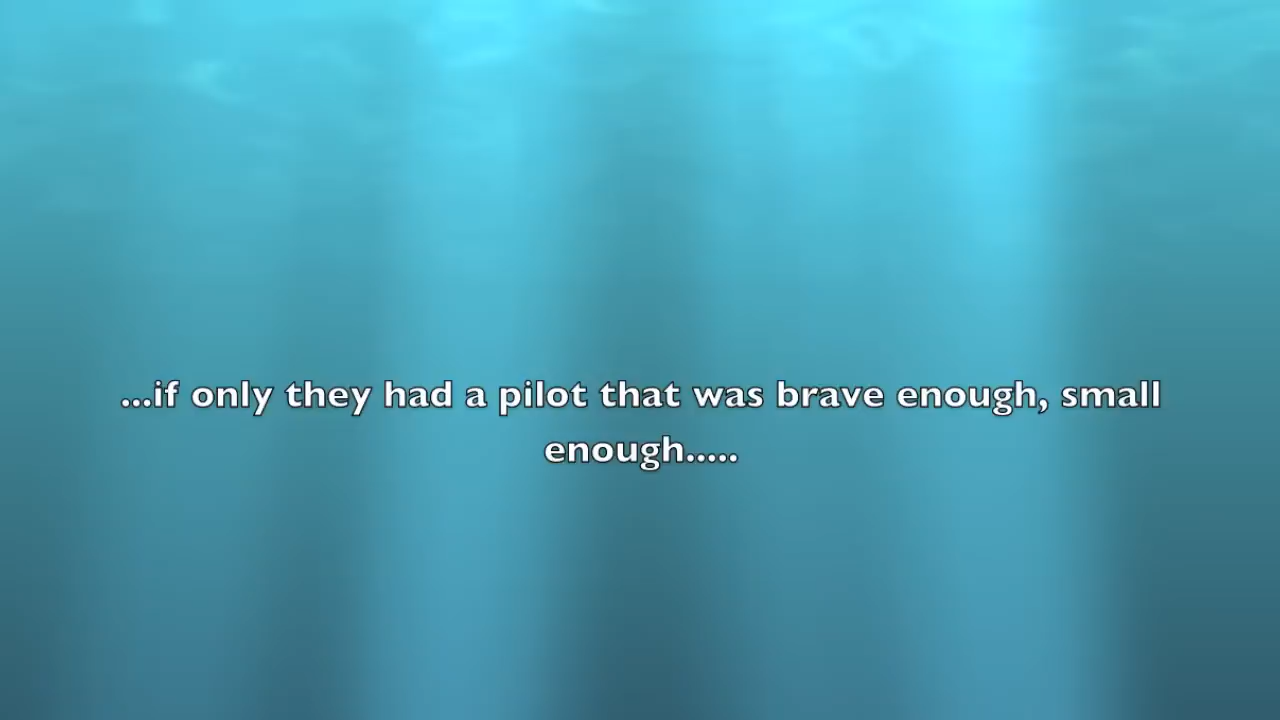 ...if only they had a pilot that was brave enough, small
enough.....